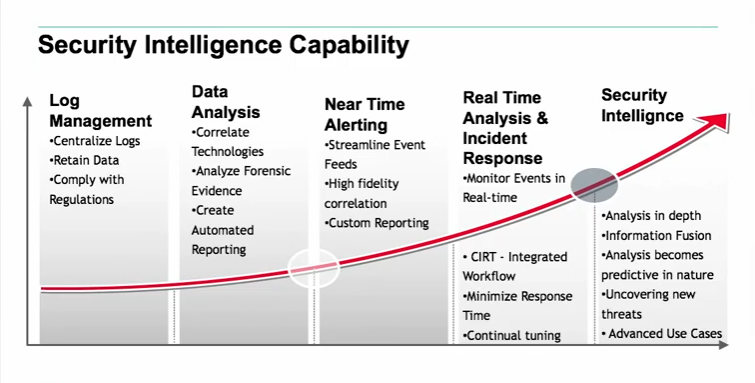 Security Intelligence Capability
Log
Management
•Centralize Logs
•Retain Data
•Comply with
Regulations
Data
Analysis
•Correlate
Technologies
•Analyze Forensic
Evidence
•Create
Automated
Reporting
Near Time
Alerting
•Streamline Event
Feeds
•High fidelity
correlation
•Custom Reporting
Real Time
Analysis &
Incident
Response
•Monitor Events in
Real-time
• CIRT - Integrated
Workflow
•Minimize Response
Time
•Continual tuning
Security
Intellignce
•Analysis in depth
•Information Fusion
•Analysis becomes
predictive in nature
•Uncovering new
threats
• Advanced Use Cases